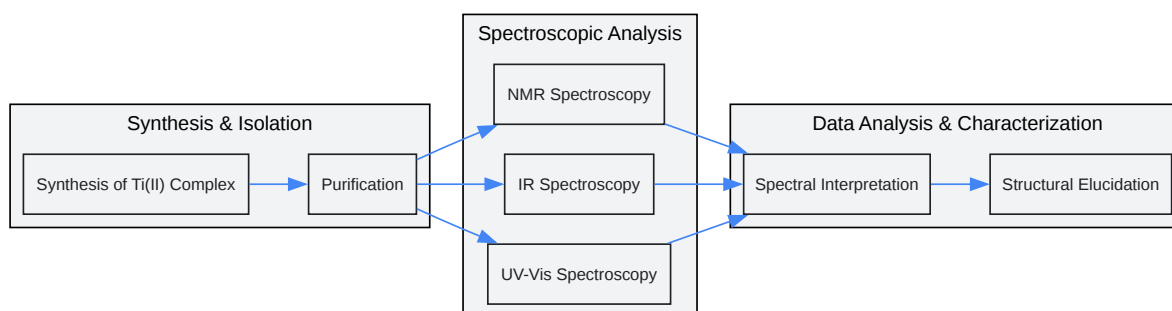 Synthesis & Isolation
Synthesis of Ti(II) Complex
Purification
Spectroscopic Analysis
NMR Spectroscopy
IR Spectroscopy
UV-Vis Spectroscopy
Data Analysis & Characterization
Spectral Interpretation
Structural Elucidation